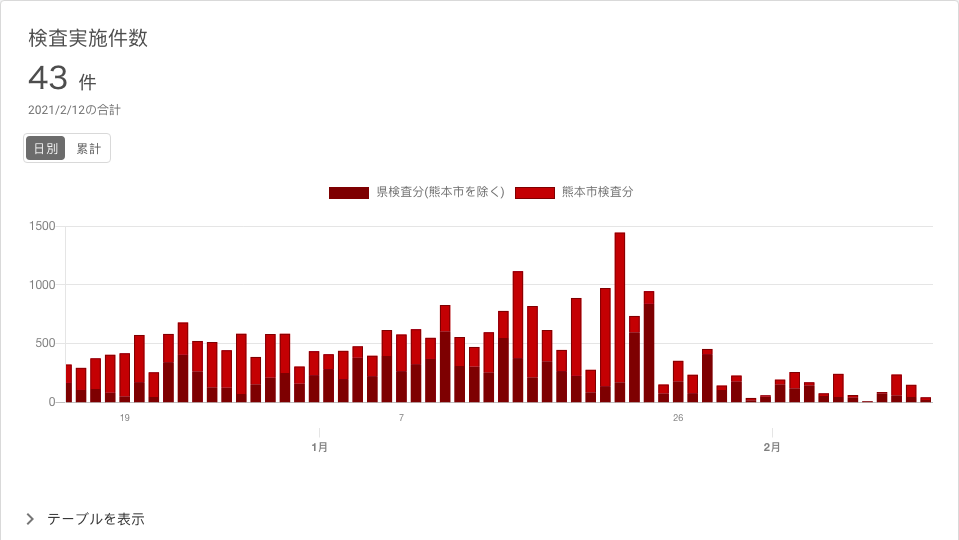 検査実施件数
43 件
2021/2/12の合計
日別 累計
県検査分(熊本市を除く) 熊本市検査分
1500
1000
500
0
19 7 26
1月 2月
テーブルを表示